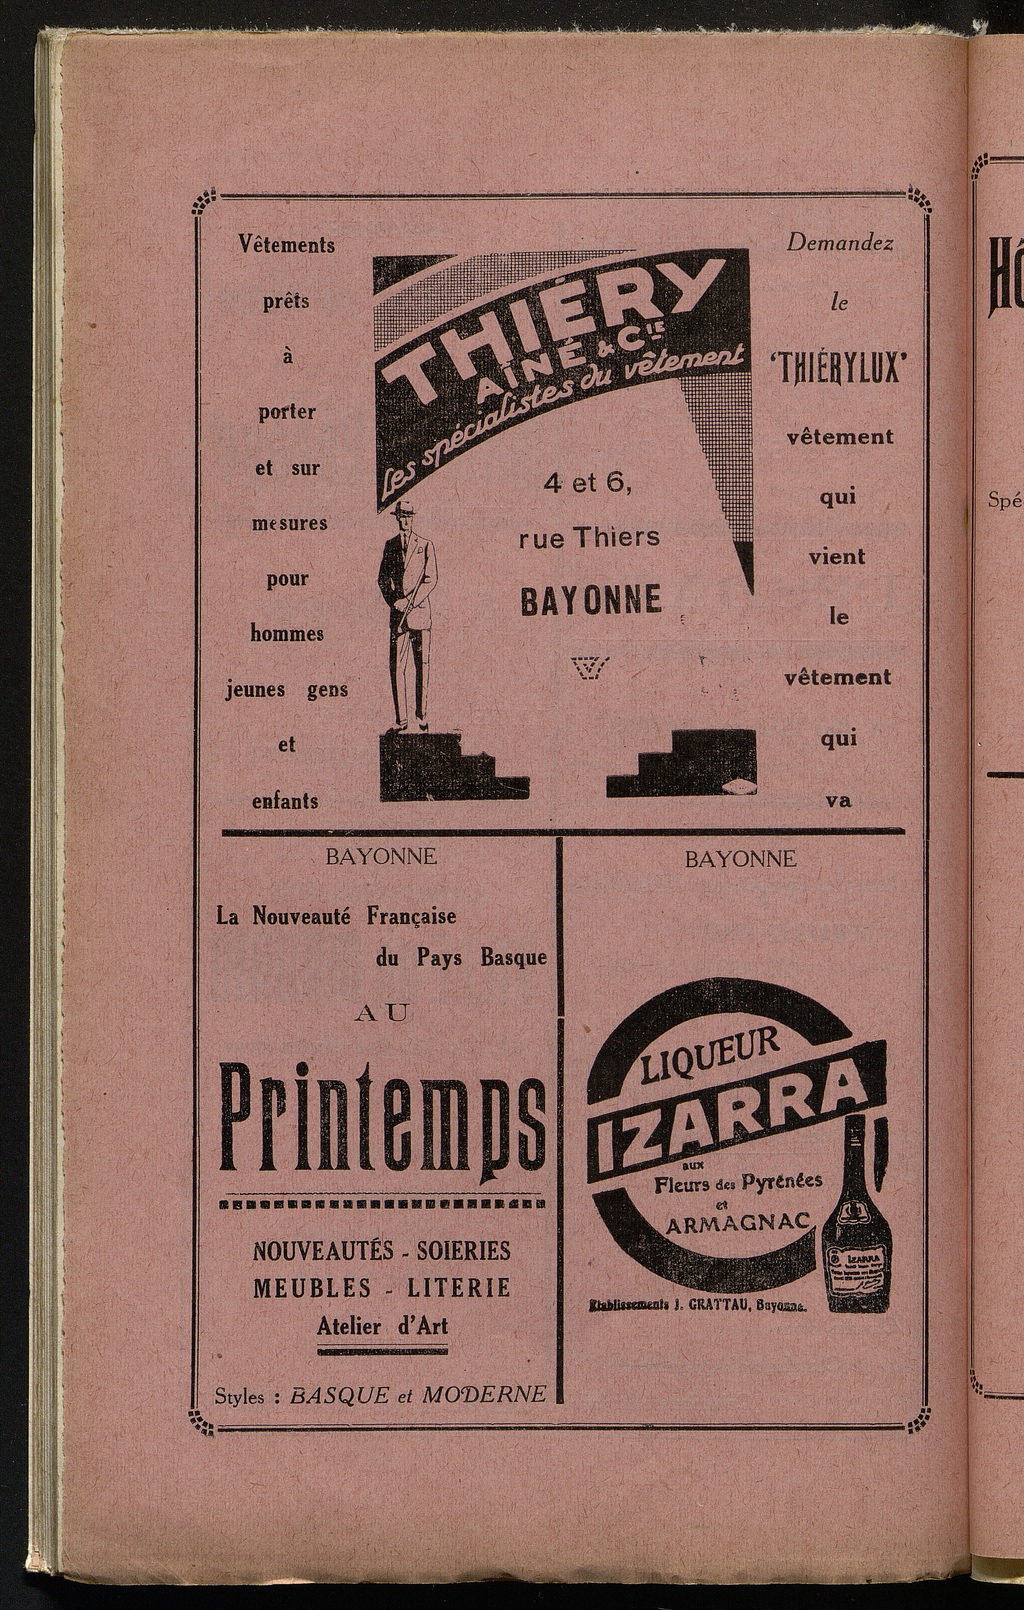 Vêtements
prêts
à
porter
et sur
mesures
pour
hommes
jeunes gens
et
enfants
THIÉRY
AINÉ & CIE
Les spécialistes du vêtement
4 et 6,
rue Thiers
BAYONNE
Demandez
le
'THIÉRYLUX'
vêtement
qui
vient
le
vêtement
qui
va
BAYONNE
La Nouveauté Française
du Pays Basque
AU
Printemps
NOUVEAUTÉS - SOIERIES
MEUBLES - LITERIE
Atelier d'Art
Styles : BASQUE et MODERNE
BAYONNE
LIQUEUR
IZARRA
aux
Fleurs des Pyrénées
et
ARMAGNAC
IZARRA
Etablissements J. GRATTAU, Bayonne.
Spé